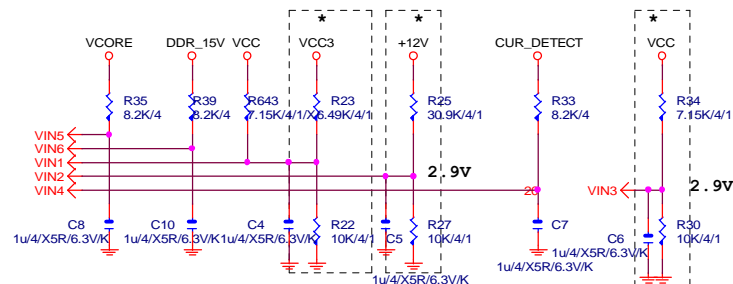 * * *
VCORE DDR_15V VCC VCC3 +12V CUR_DETECT VCC
R35 R39 R643 R23 R25 R33 R34
8.2K/4 8.2K/4 7.15K/4/1/X 6.49K/4/1 30.9K/4/1 8.2K/4 7.15K/4/1
VIN5
VIN6
VIN1
VIN2 2.9V
VIN4 26 VIN3 2.9V
C8 C10 C4 R22 C5 R27 C7 C6 R30
1u/4/X5R/6.3V/K 1u/4/X5R/6.3V/K 1u/4/X5R/6.3V/K 10K/4/1 10K/4/1 1u/4/X5R/6.3V/K 10K/4/1
1u/4/X5R/6.3V/K 1u/4/X5R/6.3V/K